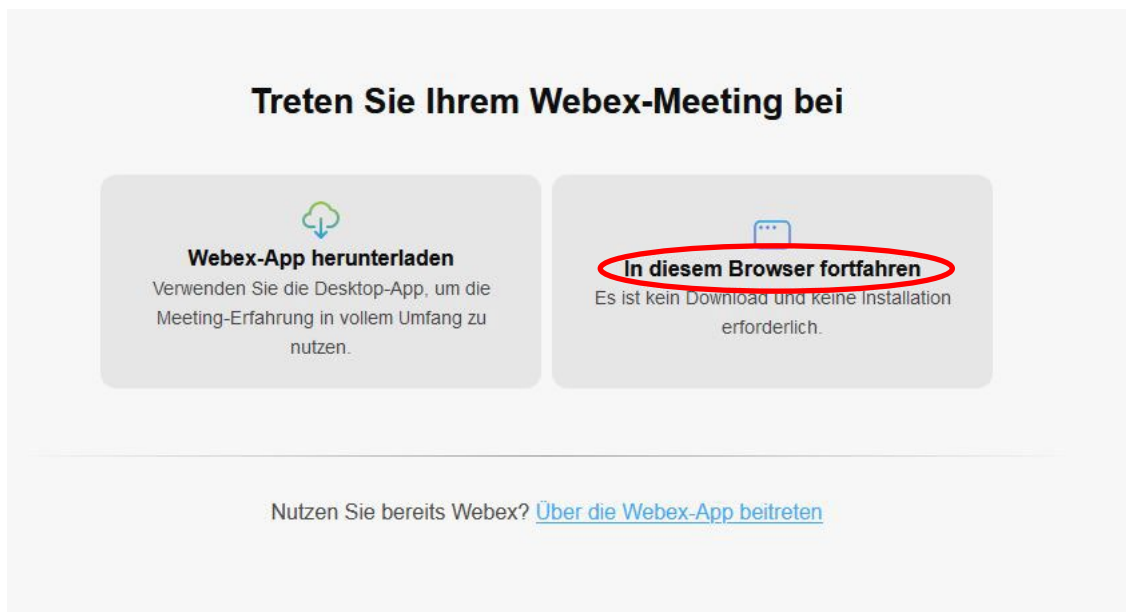 Treten Sie Ihrem Webex-Meeting bei
Webex-App herunterladen
Verwenden Sie die Desktop-App, um die
Meeting-Erfahrung in vollem Umfang zu
nutzen.
In diesem Browser fortfahren
Es ist kein Download und keine Installation
erforderlich.
Nutzen Sie bereits Webex? Über die Webex-App beitreten